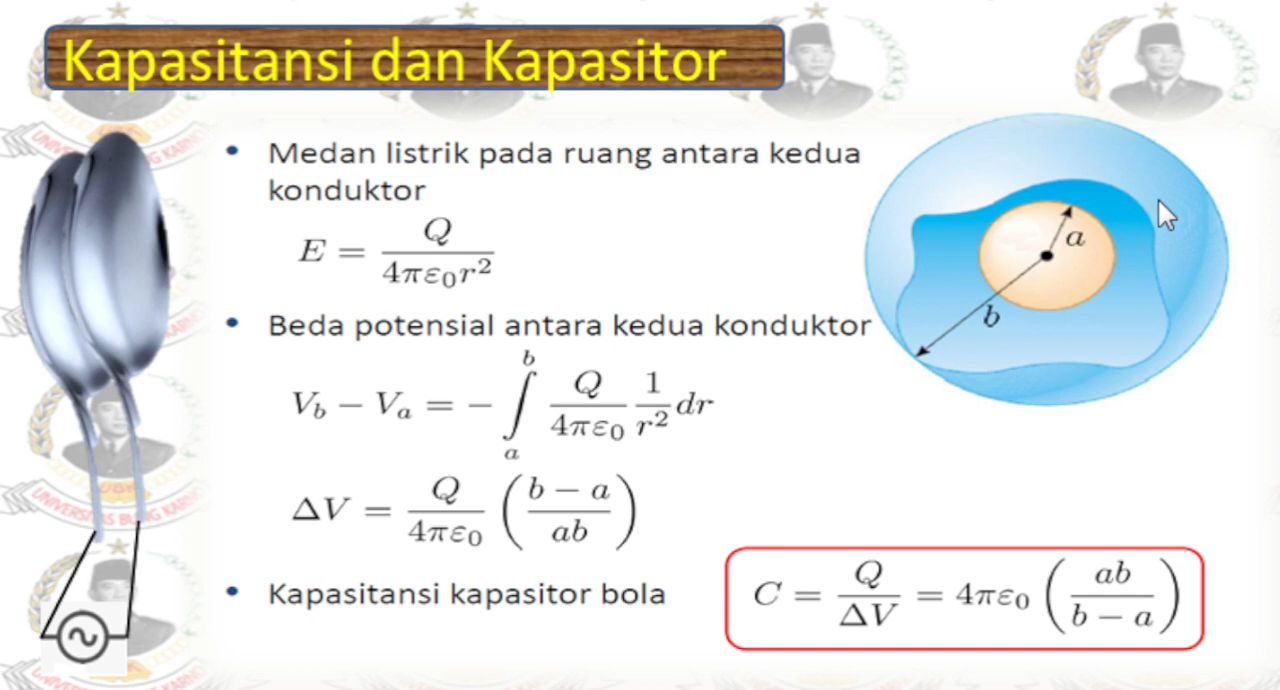 Kapasitansi dan Kapasitor
• Medan listrik pada ruang antara kedua
konduktor
E = Q / 4πε₀r²
• Beda potensial antara kedua konduktor
V_b − V_a = − ∫_a^b Q/4πε₀ 1/r² dr
ΔV = Q/4πε₀ ( b − a / ab )
• Kapasitansi kapasitor bola
C = Q/ΔV = 4πε₀ ( ab / b − a )
a
b